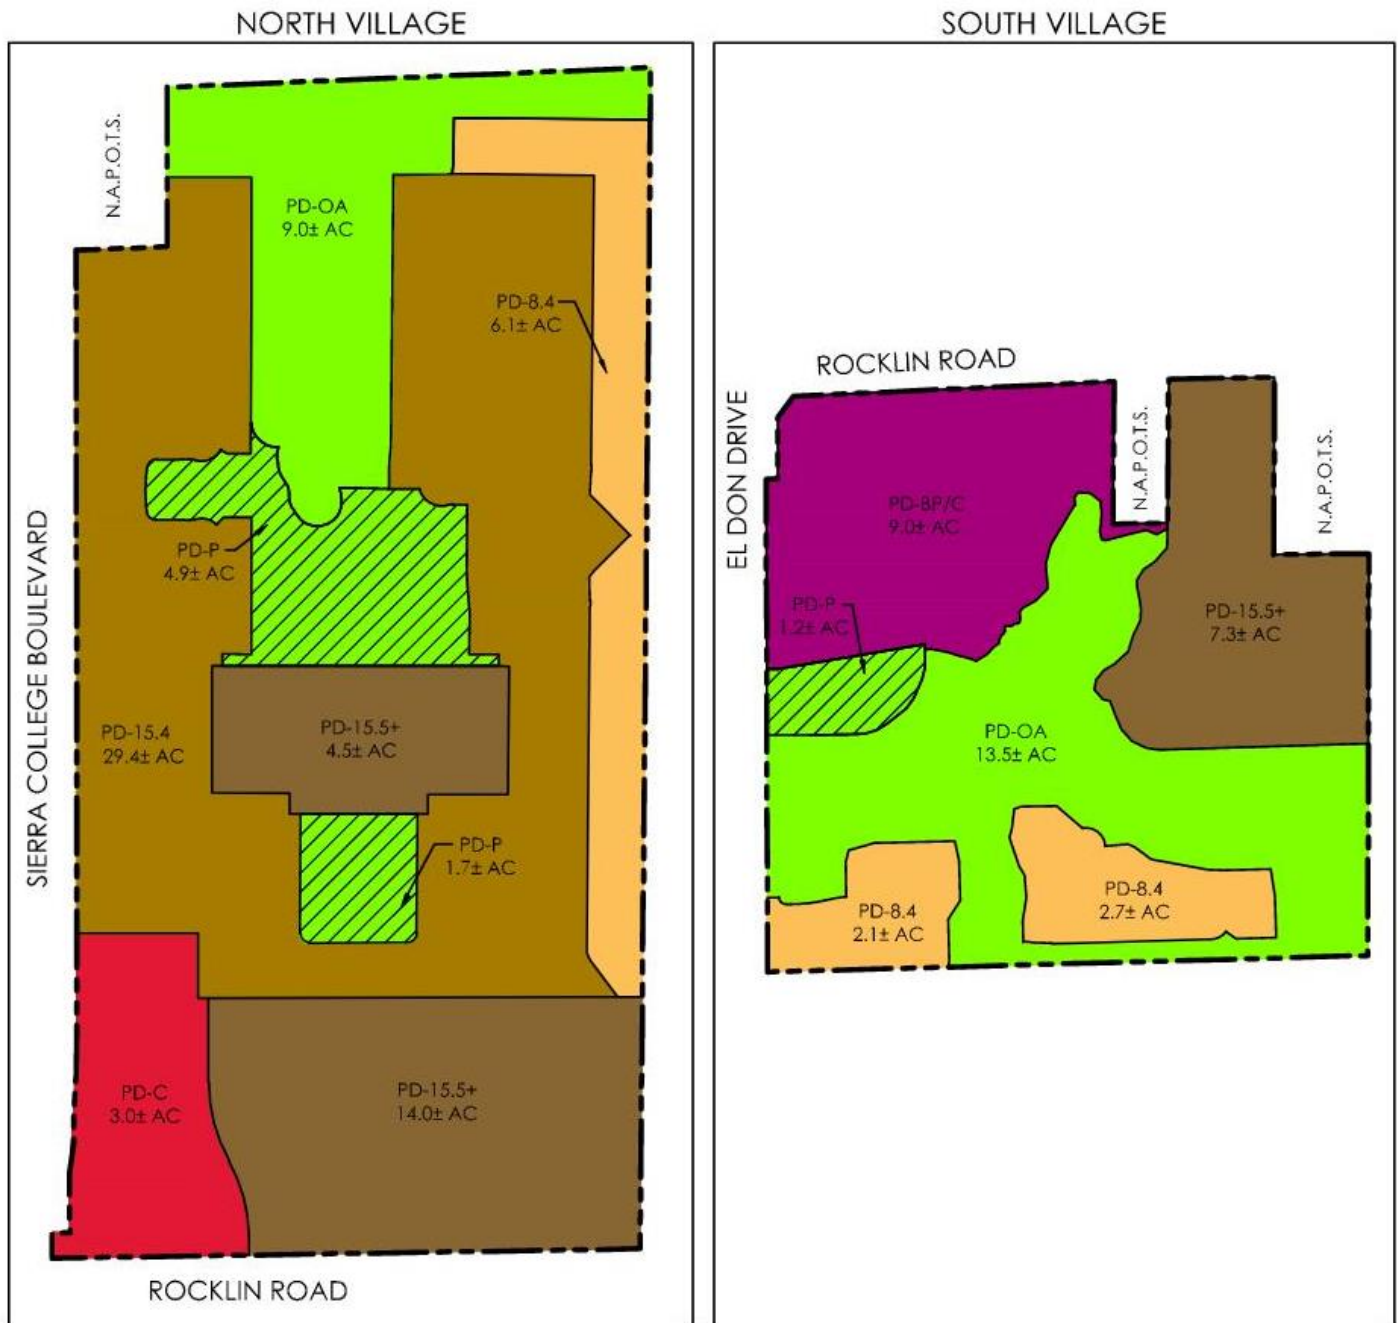 NORTH VILLAGE
N.A.P.O.T.S.
PD-OA
9.0± AC
PD-8.4
6.1± AC
PD-P
4.9± AC
SIERRA COLLEGE BOULEVARD
PD-15.4
29.4± AC
PD-15.5+
4.5± AC
PD-P
1.7± AC
PD-C
3.0± AC
PD-15.5+
14.0± AC
ROCKLIN ROAD
SOUTH VILLAGE
ROCKLIN ROAD
EL DON DRIVE
N.A.P.O.T.S.
N.A.P.O.T.S.
PD-BP/C
9.0± AC
PD-P
1.2± AC
PD-15.5+
7.3± AC
PD-OA
13.5± AC
PD-8.4
2.1± AC
PD-8.4
2.7± AC